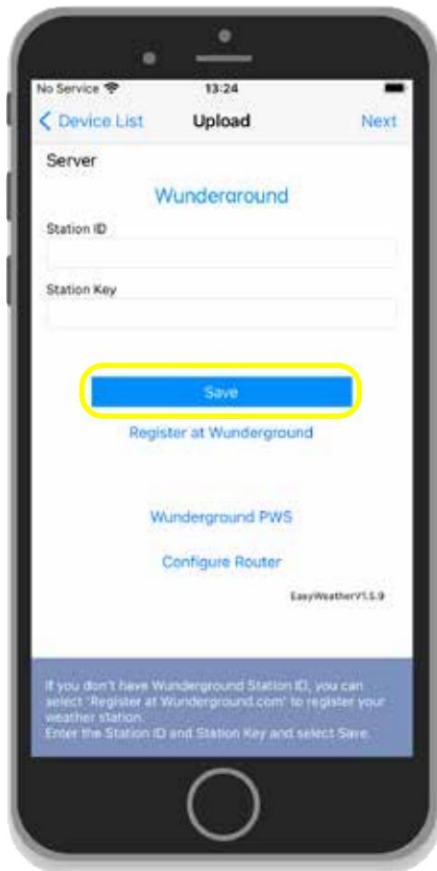 No Service 13:24
Device List Upload Next
Server
Wunderground
Station ID
Station Key
Save
Register at Wunderground
Wunderground PWS
Configure Router
EasyWeatherV1.5.9
If you don't have Wunderground Station ID, you can
select "Register at Wunderground.com" to register your
weather station.
Enter the Station ID and Station Key and select Save.